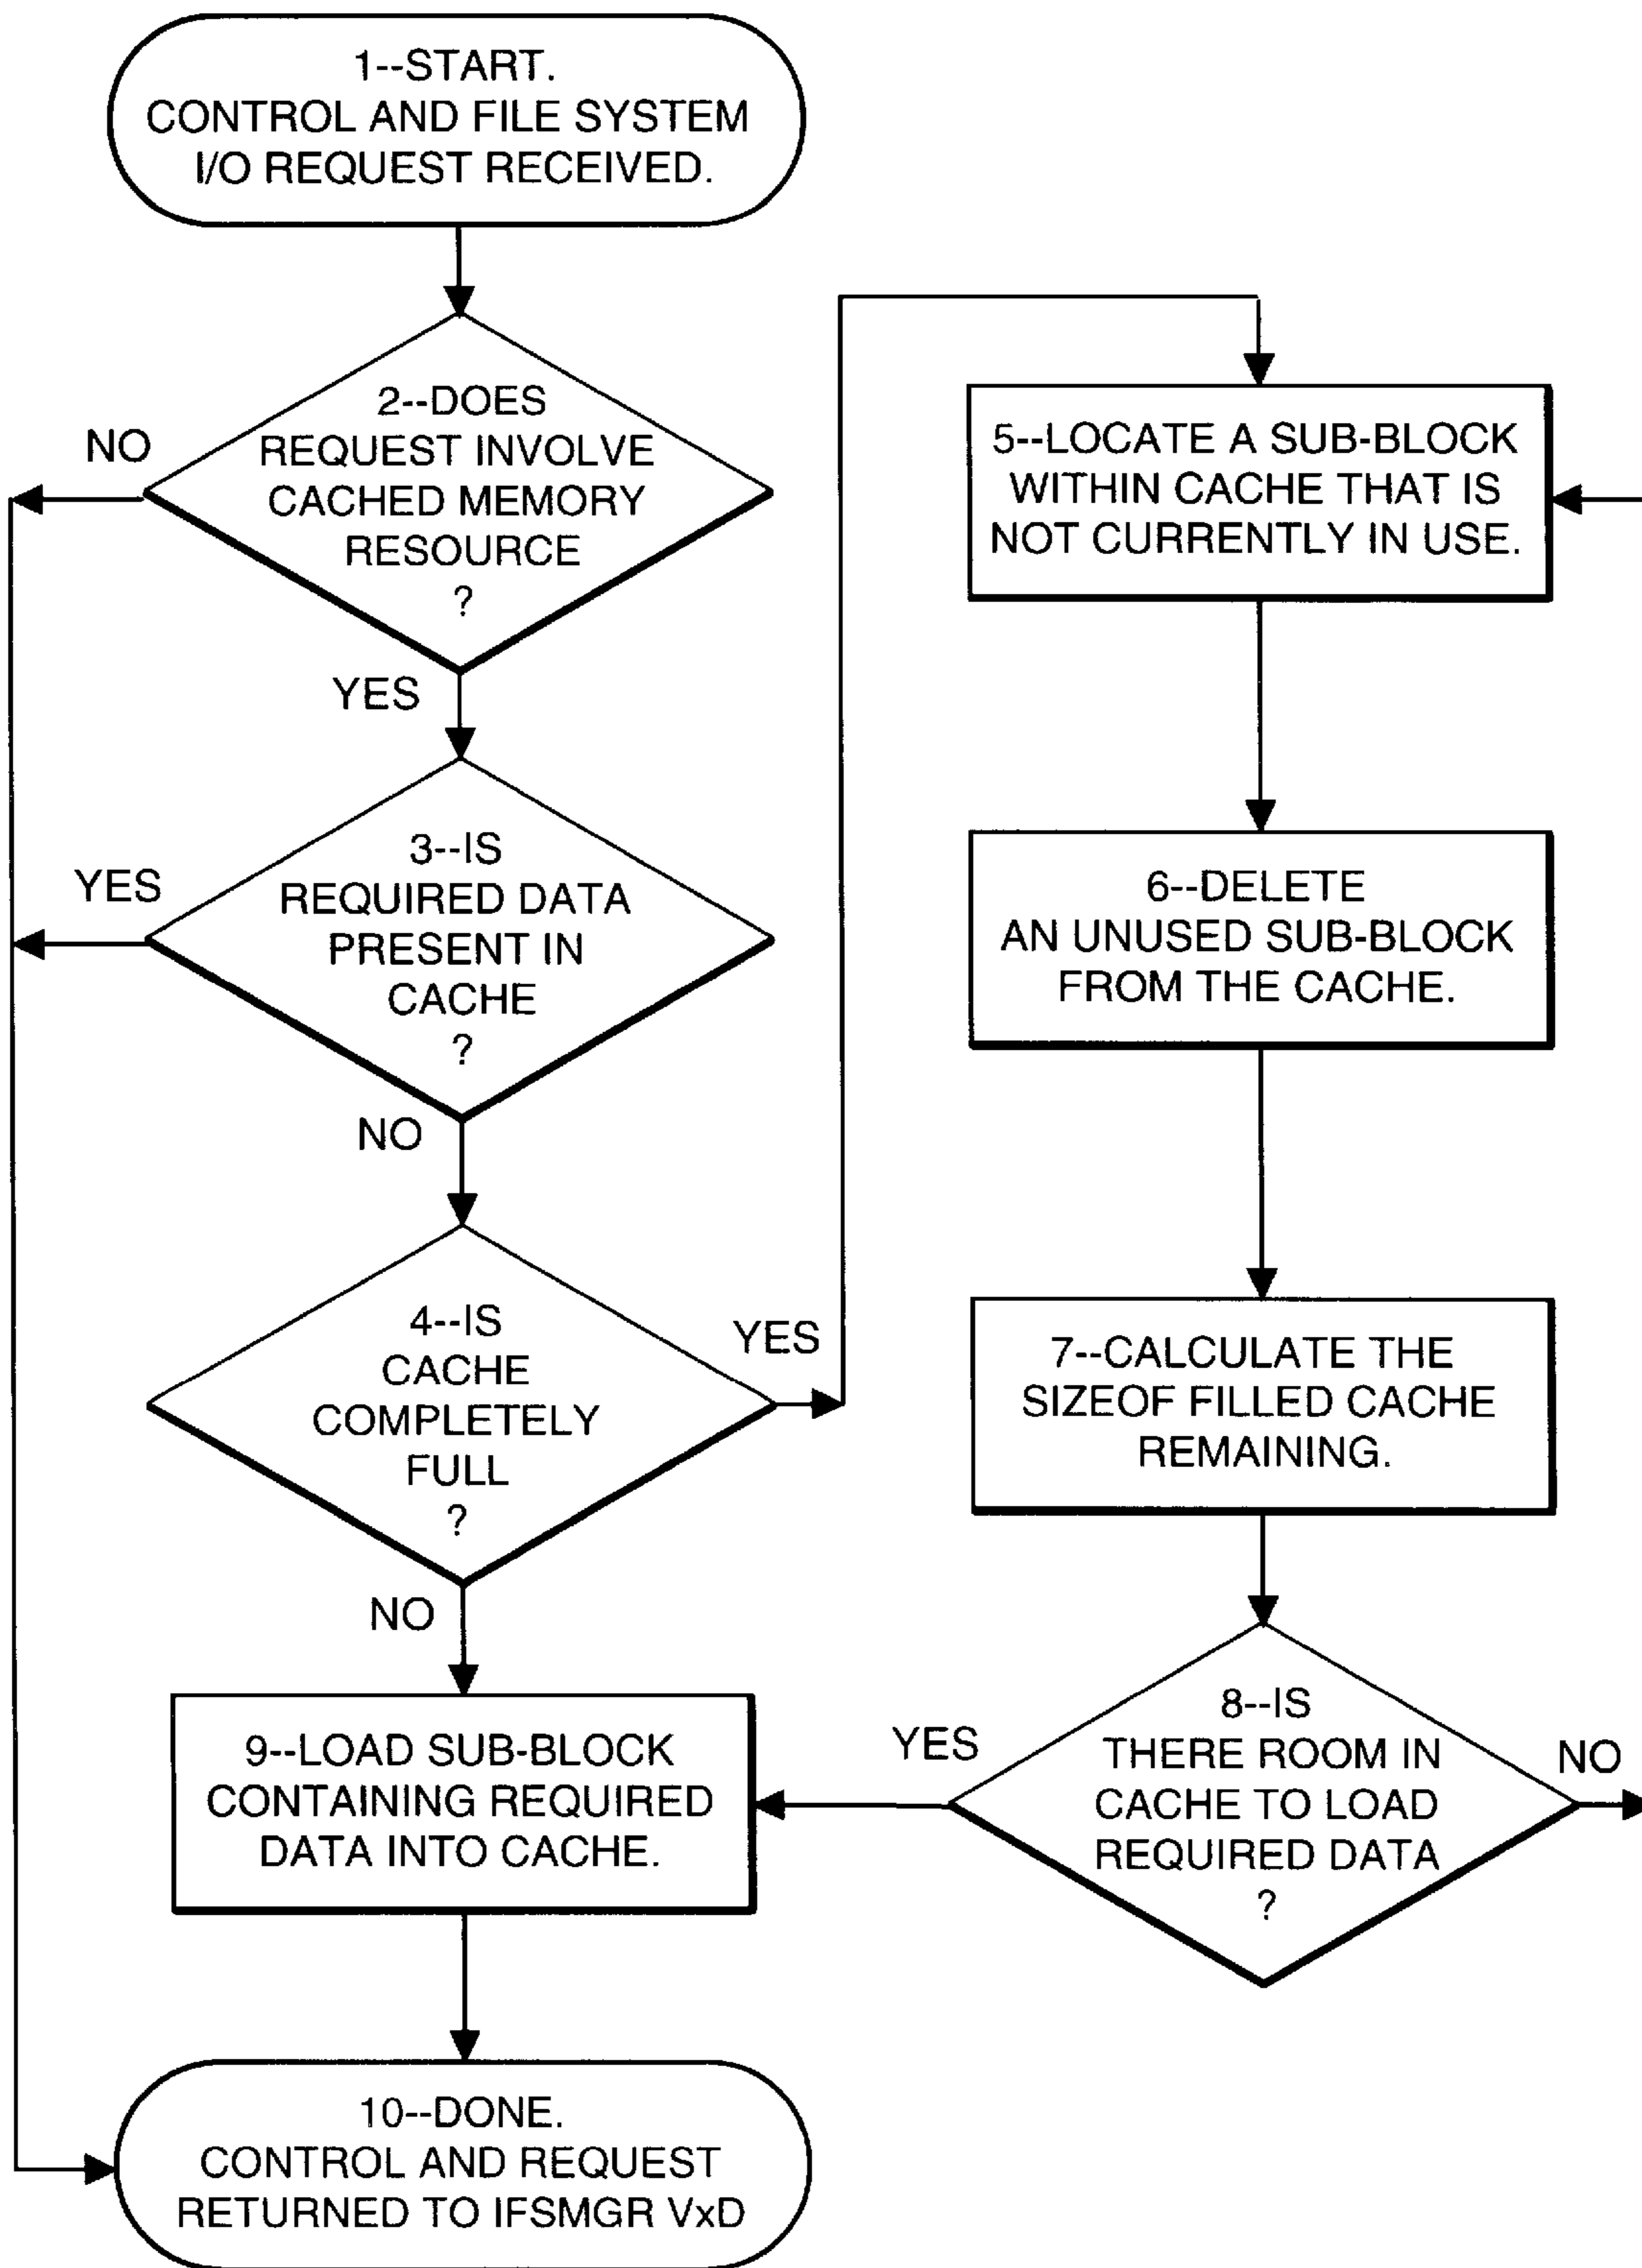 1--START.
CONTROL AND FILE SYSTEM
I/O REQUEST RECEIVED.
2--DOES
REQUEST INVOLVE
CACHED MEMORY
RESOURCE
?
NO
YES
3--IS
REQUIRED DATA
PRESENT IN
CACHE
?
YES
NO
4--IS
CACHE
COMPLETELY
FULL
?
YES
NO
5--LOCATE A SUB-BLOCK
WITHIN CACHE THAT IS
NOT CURRENTLY IN USE.
6--DELETE
AN UNUSED SUB-BLOCK
FROM THE CACHE.
7--CALCULATE THE
SIZEOF FILLED CACHE
REMAINING.
8--IS
THERE ROOM IN
CACHE TO LOAD
REQUIRED DATA
?
YES
NO
9--LOAD SUB-BLOCK
CONTAINING REQUIRED
DATA INTO CACHE.
10--DONE.
CONTROL AND REQUEST
RETURNED TO IFSMGR VxD